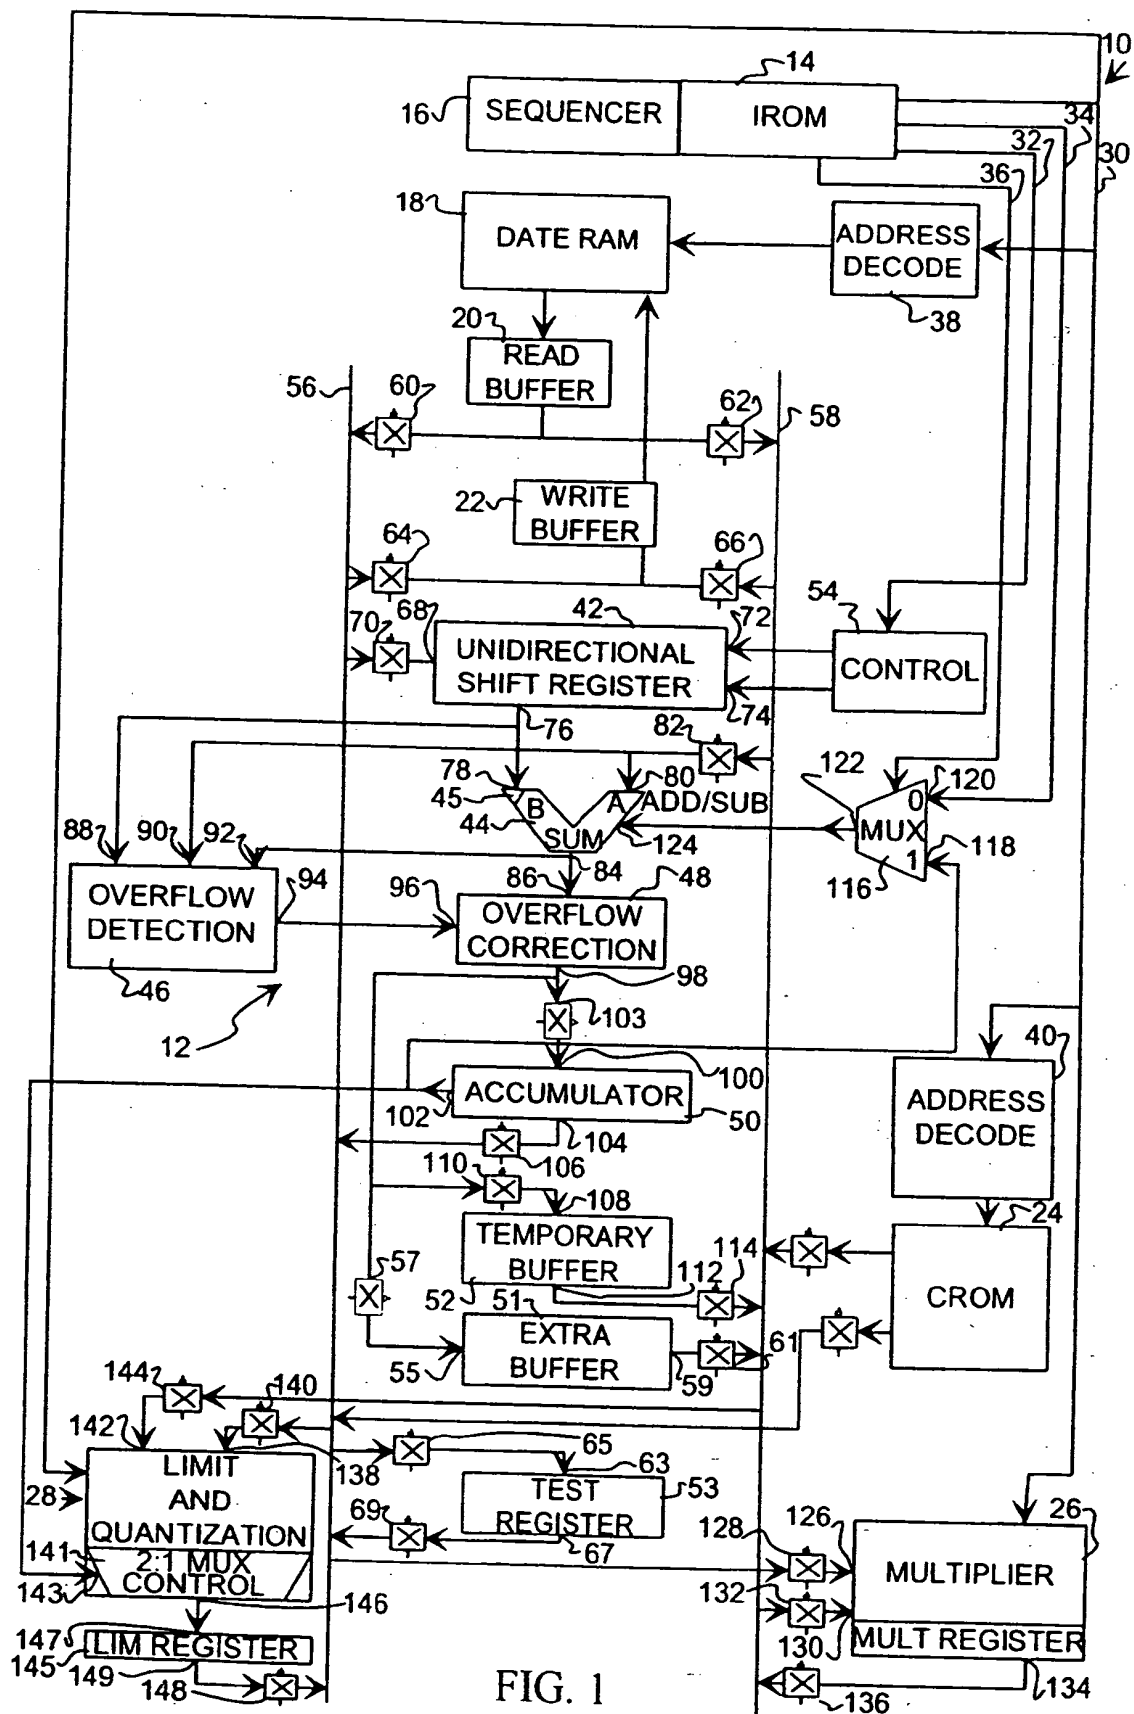 10
14
16
SEQUENCER
IROM
34
32
30
36
18
DATE RAM
ADDRESS
DECODE
38
20
READ
BUFFER
56
60
62
58
22
WRITE
BUFFER
64
66
54
42
68
70
72
UNIDIRECTIONAL
SHIFT REGISTER
CONTROL
76
74
82
78
80
122
120
45
B
A
ADD/SUB
0
44
SUM
MUX
124
1
118
88
90
92
84
116
86
48
94
96
OVERFLOW
DETECTION
OVERFLOW
CORRECTION
46
98
12
103
100
40
ACCUMULATOR
102
50
ADDRESS
DECODE
104
106
110
108
24
TEMPORARY
BUFFER
114
57
52
112
CROM
51
EXTRA
BUFFER
61
55
59
144
140
142
138
65
63
LIMIT
AND
QUANTIZATION
28
TEST
REGISTER
53
69
67
128
126
26
141
2:1 MUX
CONTROL
143
MULTIPLIER
132
146
130
MULT REGISTER
147
LIM REGISTER
145
149
148
134
136
FIG. 1